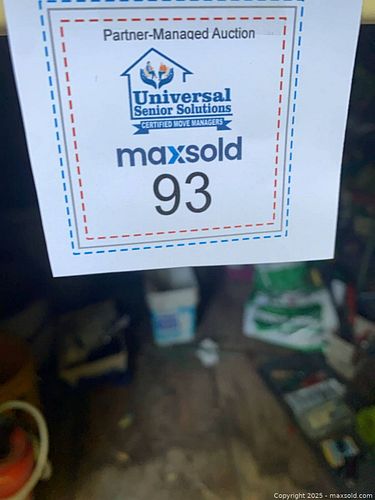 Partner-Managed Auction
Universal
Senior Solutions
CERTIFIED MOVE MANAGERS
maxsold
93
Copyright © 2025 - maxsold.com